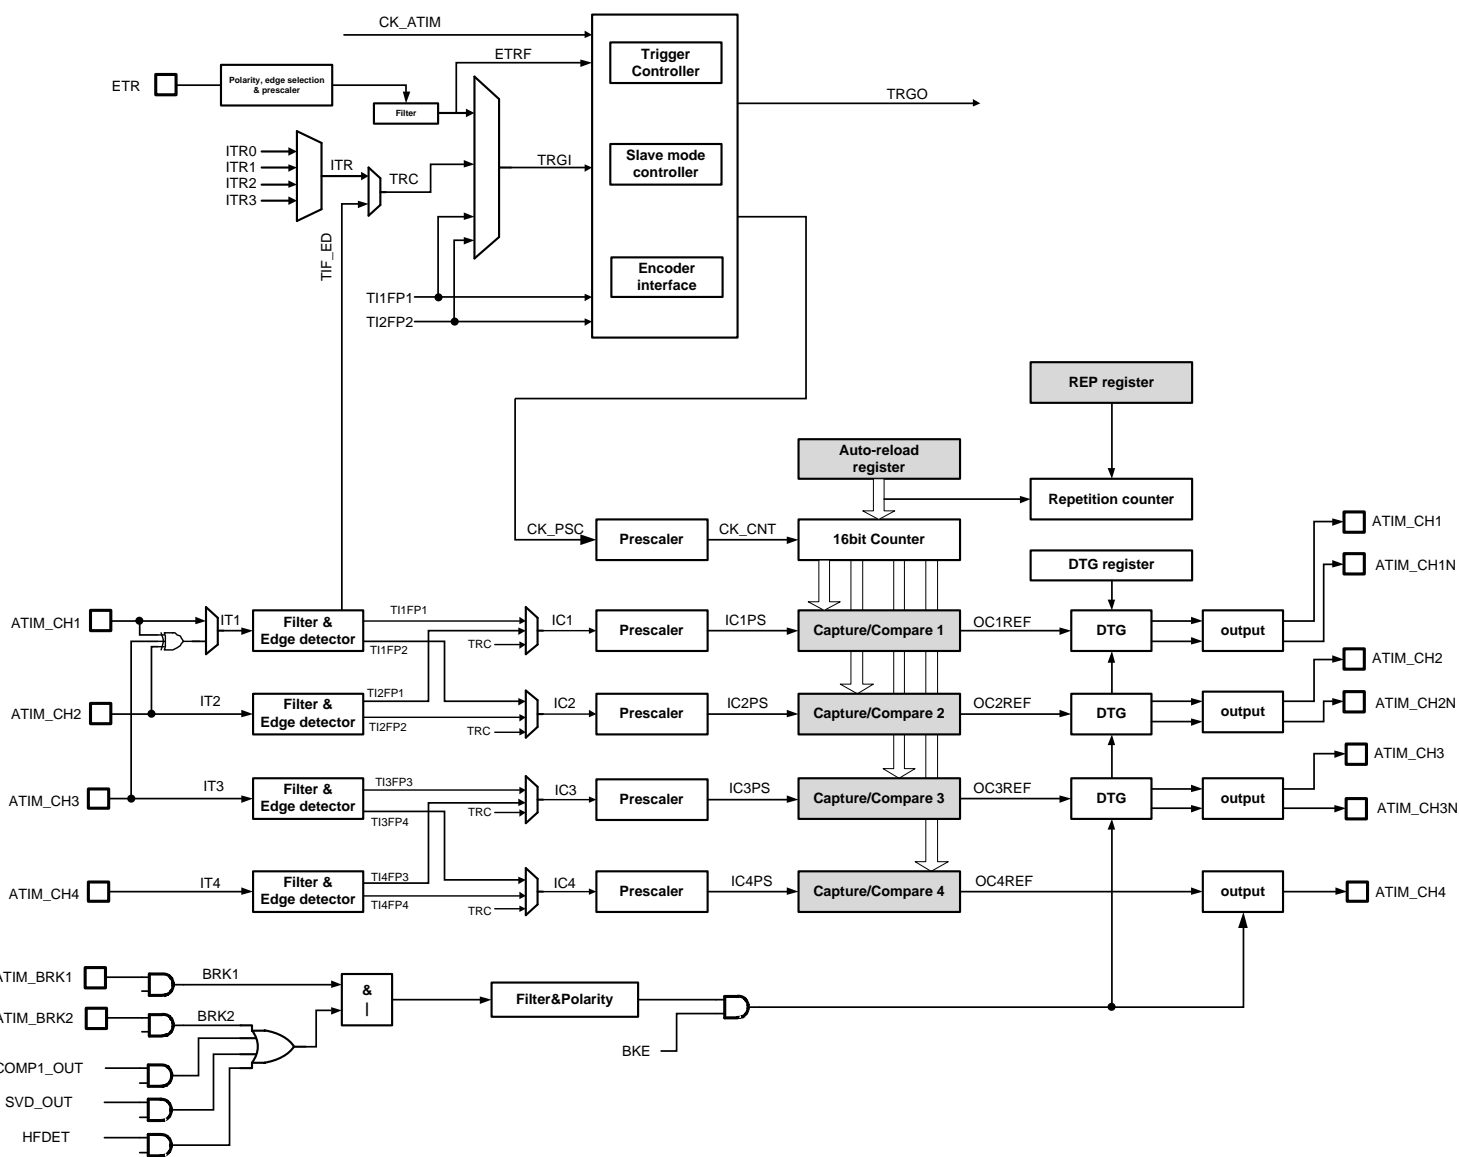 CK_ATIM
ETRF
Trigger
Controller
ETR
Polarity, edge selection
& prescaler
Filter
TRGO
ITR0
ITR1
ITR2
ITR3
ITR
TRC
TRGI
Slave mode
controller
TIF_ED
Encoder
interface
TI1FP1
TI2FP2
REP register
Auto-reload
register
Repetition counter
CK_PSC
Prescaler
CK_CNT
16bit Counter
DTG register
ATIM_CH1
ATIM_CH1N
ATIM_CH1
IT1
Filter &
Edge detector
TI1FP1
TI1FP2
TRC
IC1
Prescaler
IC1PS
Capture/Compare 1
OC1REF
DTG
output
ATIM_CH2
ATIM_CH2N
ATIM_CH2
IT2
Filter &
Edge detector
TI2FP1
TI2FP2
TRC
IC2
Prescaler
IC2PS
Capture/Compare 2
OC2REF
DTG
output
ATIM_CH3
ATIM_CH3N
ATIM_CH3
IT3
Filter &
Edge detector
TI3FP3
TI3FP4
TRC
IC3
Prescaler
IC3PS
Capture/Compare 3
OC3REF
DTG
output
ATIM_CH4
IT4
Filter &
Edge detector
TI4FP3
TI4FP4
TRC
IC4
Prescaler
IC4PS
Capture/Compare 4
OC4REF
output
ATIM_CH4
ATIM_BRK1
BRK1
&
|
Filter&Polarity
ATIM_BRK2
BRK2
BKE
COMP1_OUT
SVD_OUT
HFDET